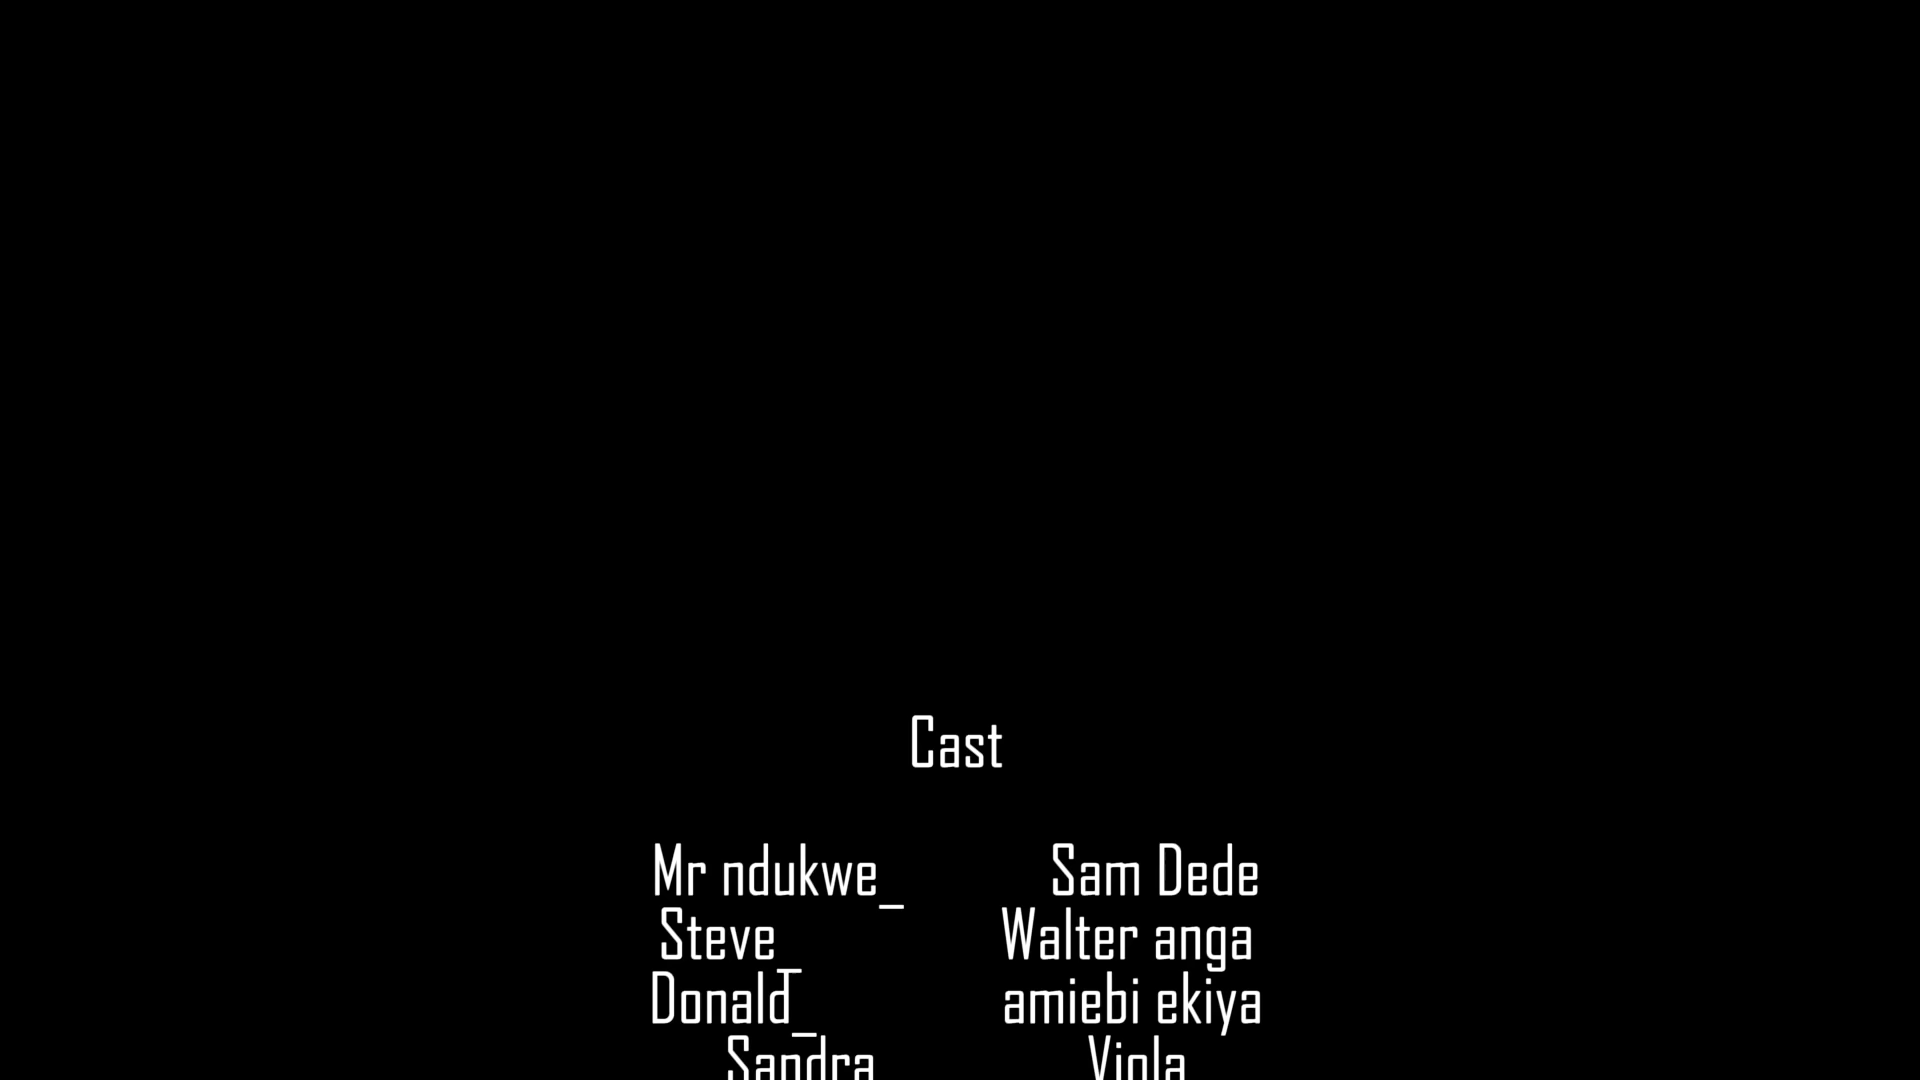 Cast
Mr ndukwe_ Sam Dede
Steve_ Walter anga
Donald_ amiebi ekiya
Sandra Viola